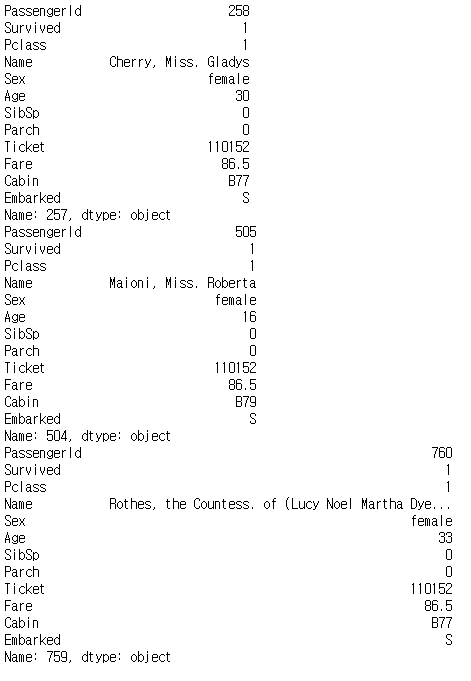 PassengerId 258
Survived 1
Pclass 1
Name Cherry, Miss. Gladys
Sex female
Age 30
SibSp 0
Parch 0
Ticket 110152
Fare 86.5
Cabin B77
Embarked S
Name: 257, dtype: object
PassengerId 505
Survived 1
Pclass 1
Name Maioni, Miss. Roberta
Sex female
Age 16
SibSp 0
Parch 0
Ticket 110152
Fare 86.5
Cabin B79
Embarked S
Name: 504, dtype: object
PassengerId 760
Survived 1
Pclass 1
Name Rothes, the Countess. of (Lucy Noel Martha Dye...
Sex female
Age 33
SibSp 0
Parch 0
Ticket 110152
Fare 86.5
Cabin B77
Embarked S
Name: 759, dtype: object